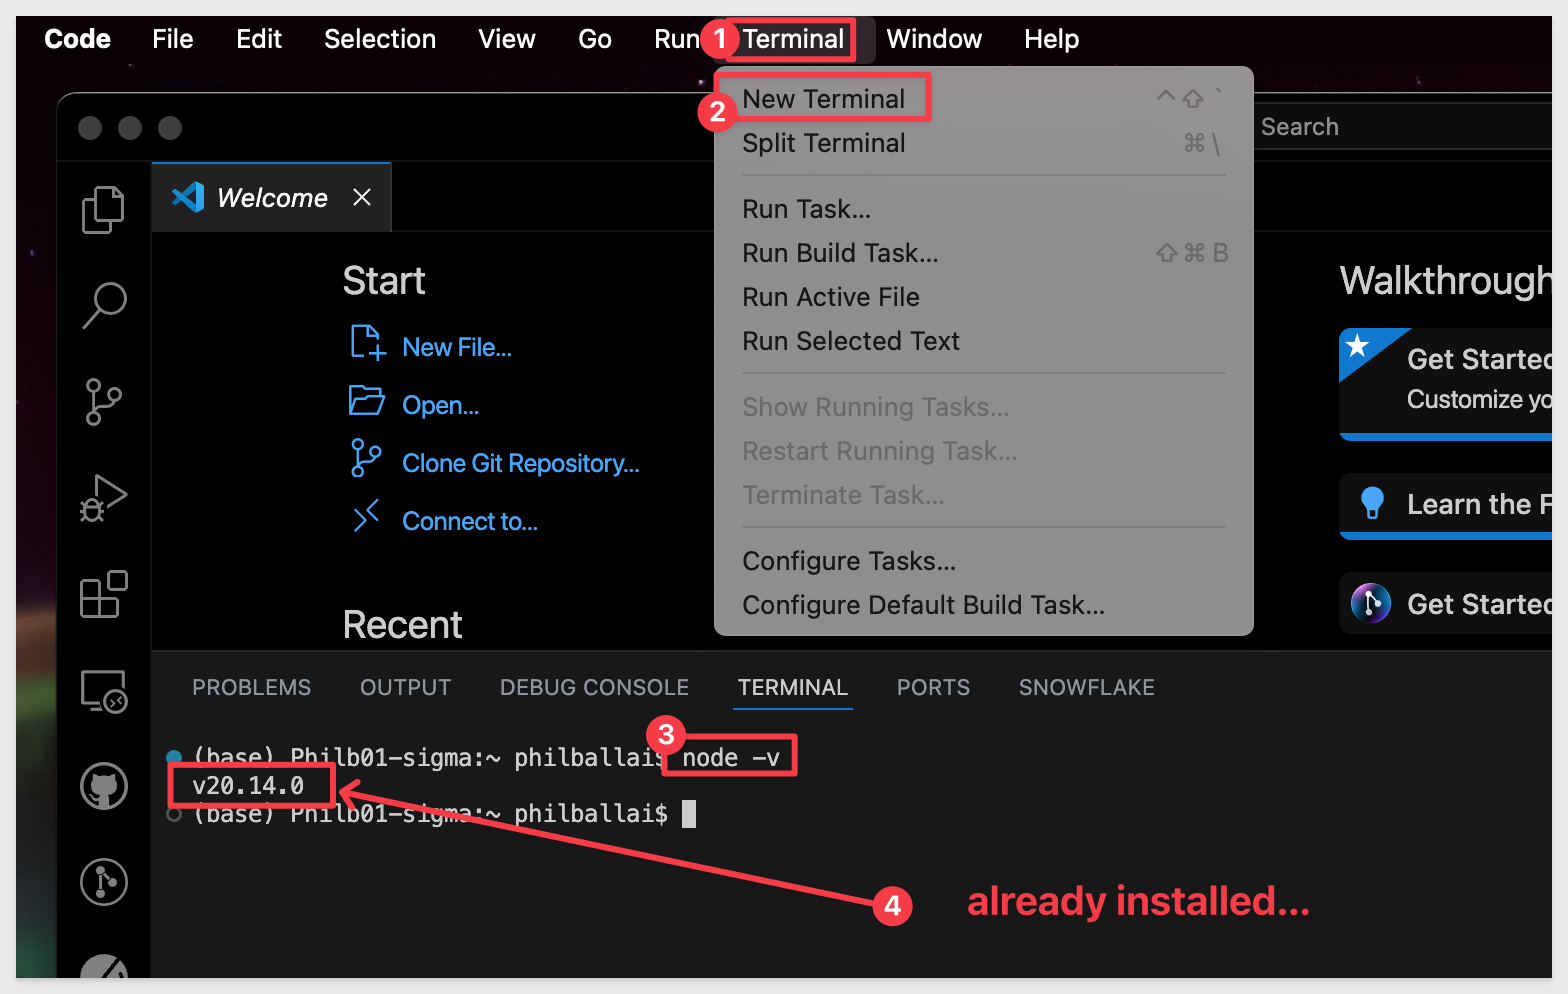 Code File Edit Selection View Go Run 1 Terminal Window Help
2 New Terminal ^⇧`
Split Terminal ⌘\
Run Task...
Run Build Task... ⇧⌘B
Run Active File
Run Selected Text
Show Running Tasks...
Restart Running Task...
Terminate Task...
Configure Tasks...
Configure Default Build Task...
Search
Welcome
Start
New File...
Open...
Clone Git Repository...
Connect to...
Recent
Walkthrough
Get Started
Customize yo
Learn the F
Get Started
PROBLEMS OUTPUT DEBUG CONSOLE TERMINAL PORTS SNOWFLAKE
3
(base) Philb01-sigma:~ philballai$ node -v
v20.14.0
(base) Philb01-sigma:~ philballai$
4 already installed...